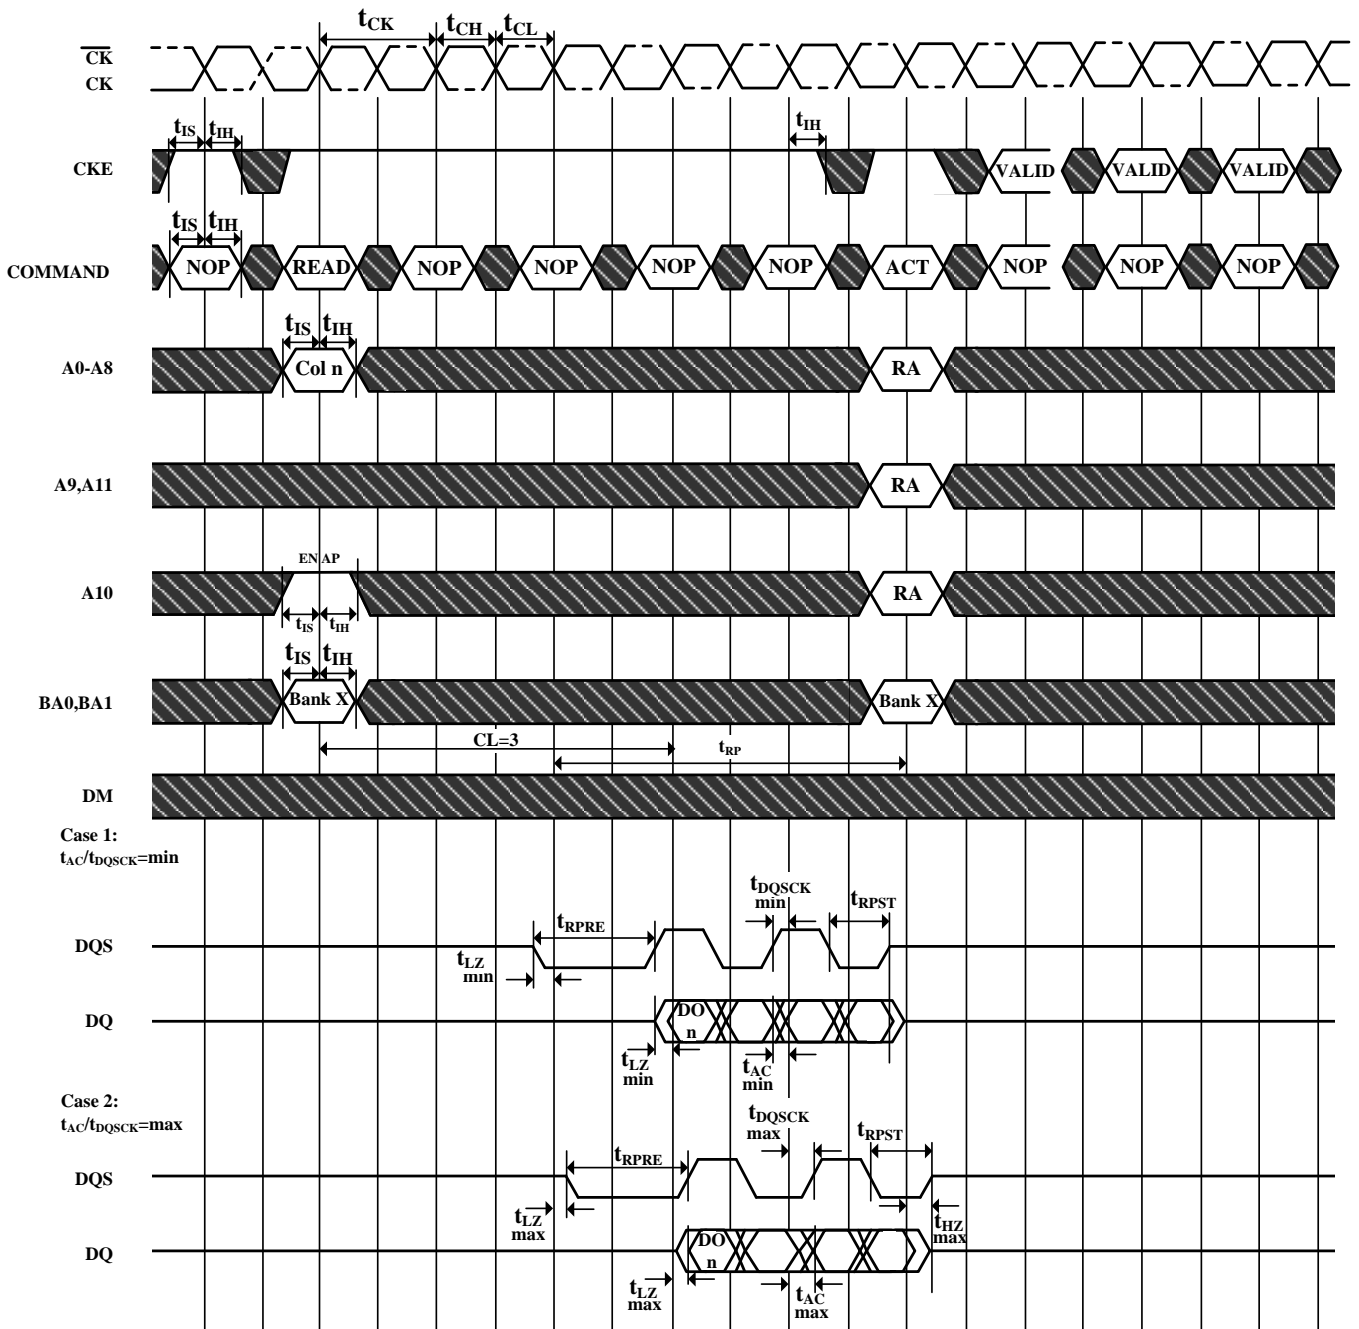 tCK tCH tCL
CK
CK
tIS tIH tIH
CKE VALID VALID VALID
tIS tIH
COMMAND NOP READ NOP NOP NOP NOP ACT NOP NOP NOP
tIS tIH
A0-A8 Col n RA
A9,A11 RA
EN AP
A10 RA
tIS tIH
tIS tIH
BA0,BA1 Bank X Bank X
CL=3 tRP
DM
Case 1:
tAC/tDQSCK=min
tDQSCK
min
tRPST
tRPRE
DQS
tLZ
min
DQ DO
n
tLZ
min
tAC
min
Case 2:
tAC/tDQSCK=max
tDQSCK
max
tRPST
tRPRE
DQS
tLZ
max
tHZ
max
DQ DO
n
tLZ
max
tAC
max